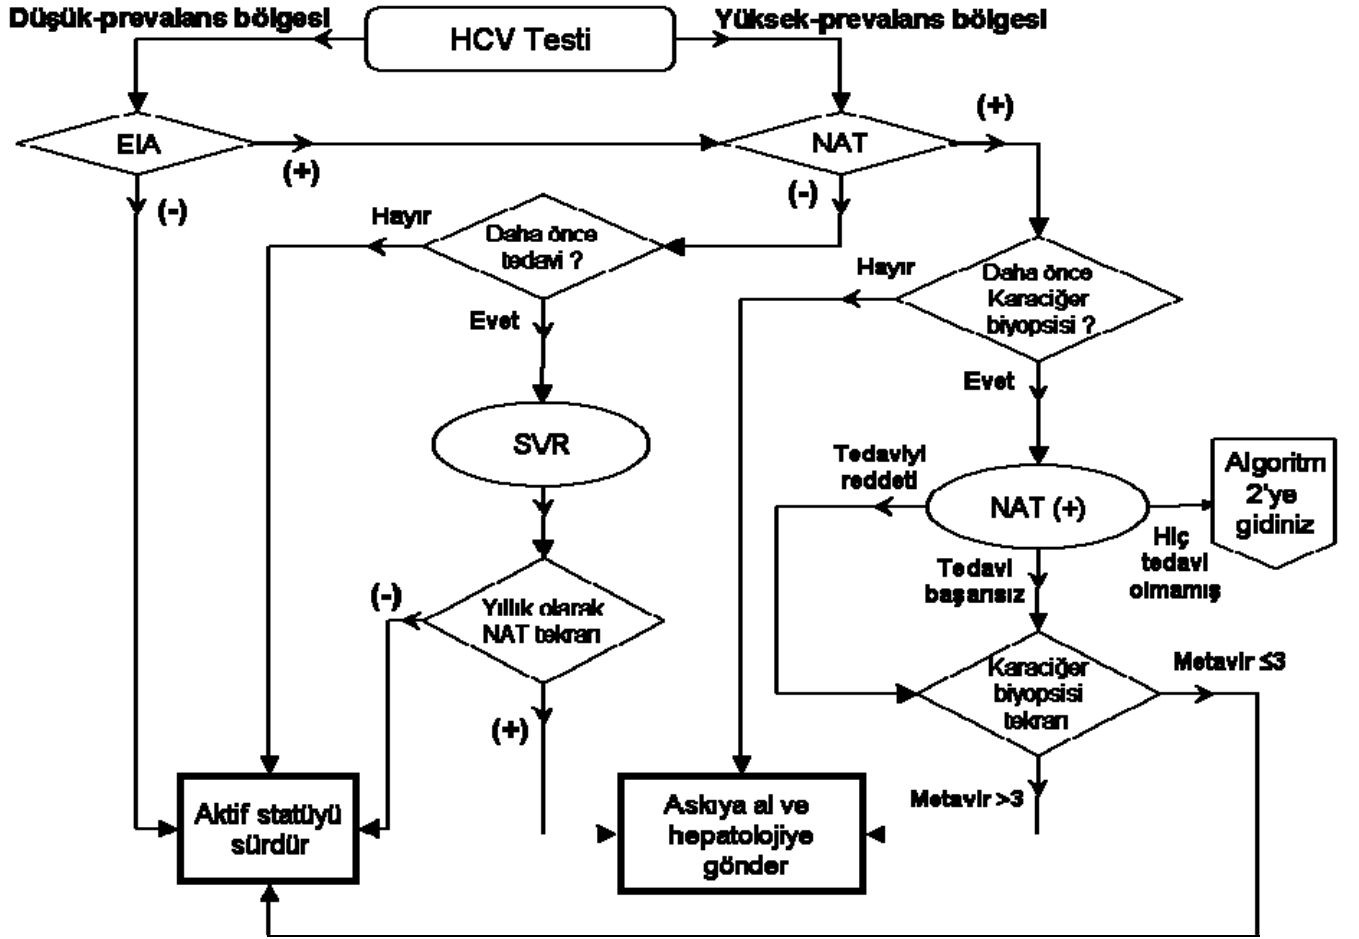 Düşük-prevalans bölgesi
HCV Testi
Yüksek-prevalans bölgesi
EIA
(+)
(-)
NAT
(+)
(-)
Hayır
Daha önce
tedavi ?
Evet
SVR
Yıllık olarak
NAT tekrarı
(-)
(+)
Hayır
Daha önce
Karaciğer
biyopsisi ?
Evet
Tedaviyi
reddeti
NAT (+)
Hiç
tedavi
olmamış
Algoritm
2'ye
gidiniz
Tedavi
başarısız
Karaciğer
biyopsisi
tekrarı
Metavir ≤3
Metavir >3
Aktif statüyü
sürdür
Askıya al ve
hepatolojiye
gönder